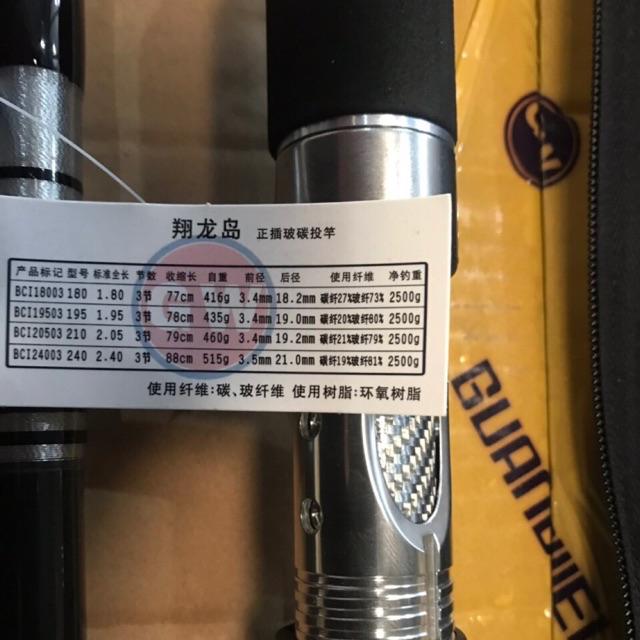 翔龙岛 正插玻碳投竿
产品标记 型号 标准全长 节数 收缩长 自重 前径 后径 使用纤维 净钓重
BCI18003 180 1.80 3节 77cm 416g 3.4mm 18.2mm 碳纤27%玻纤73% 2500g
BCI19503 195 1.95 3节 76cm 435g 3.4mm 19.0mm 碳纤20%玻纤80% 2500g
BCI20503 210 2.05 3节 79cm 460g 3.4mm 19.2mm 碳纤21%玻纤79% 2500g
BCI24003 240 2.40 3节 88cm 515g 3.5mm 21.0mm 碳纤19%玻纤81% 2500g
使用纤维:碳、玻纤维 使用树脂:环氧树脂
GW
GUANGWEI